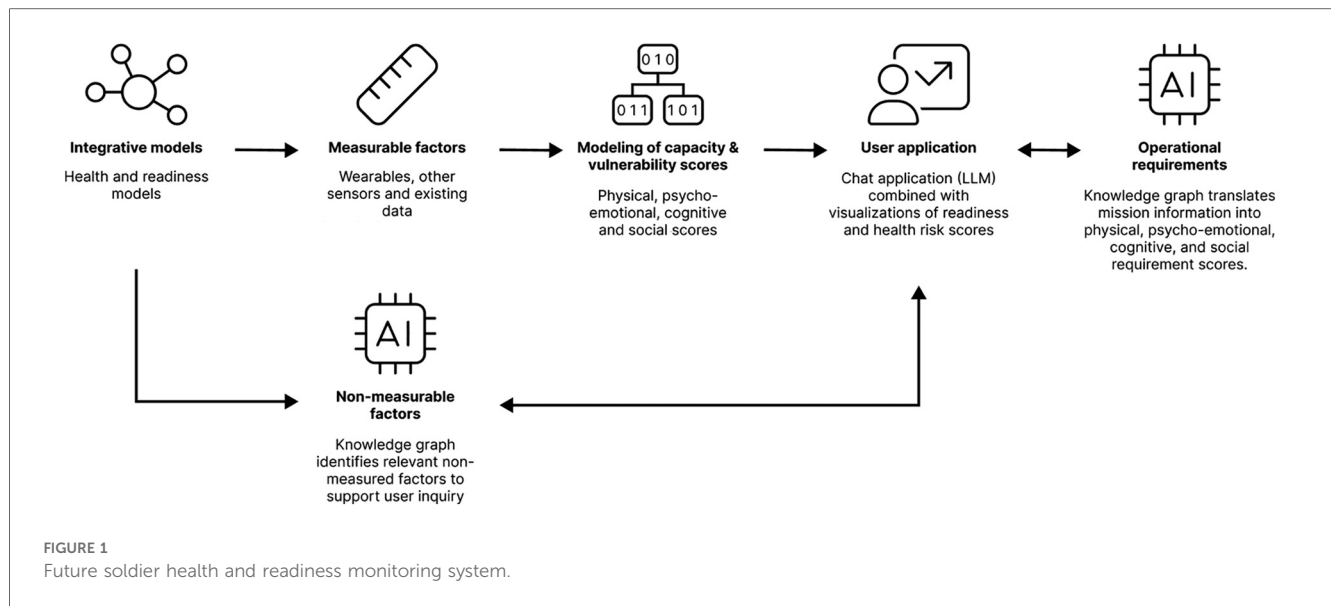 010
011
101
AI
Integrative models
Health and readiness
models
Measurable factors
Wearables, other
sensors and existing
data
Modeling of capacity &
vulnerability scores
Physical, psycho-
emotional, cognitive
and social scores
User application
Chat application (LLM)
combined with
visualizations of readiness
and health risk scores
Operational
requirements
Knowledge graph translates
mission information into
physical, psycho-emotional,
cognitive, and social
requirement scores.
AI
Non-measurable
factors
Knowledge graph
identifies relevant non-
measured factors to
support user inquiry
FIGURE 1
Future soldier health and readiness monitoring system.